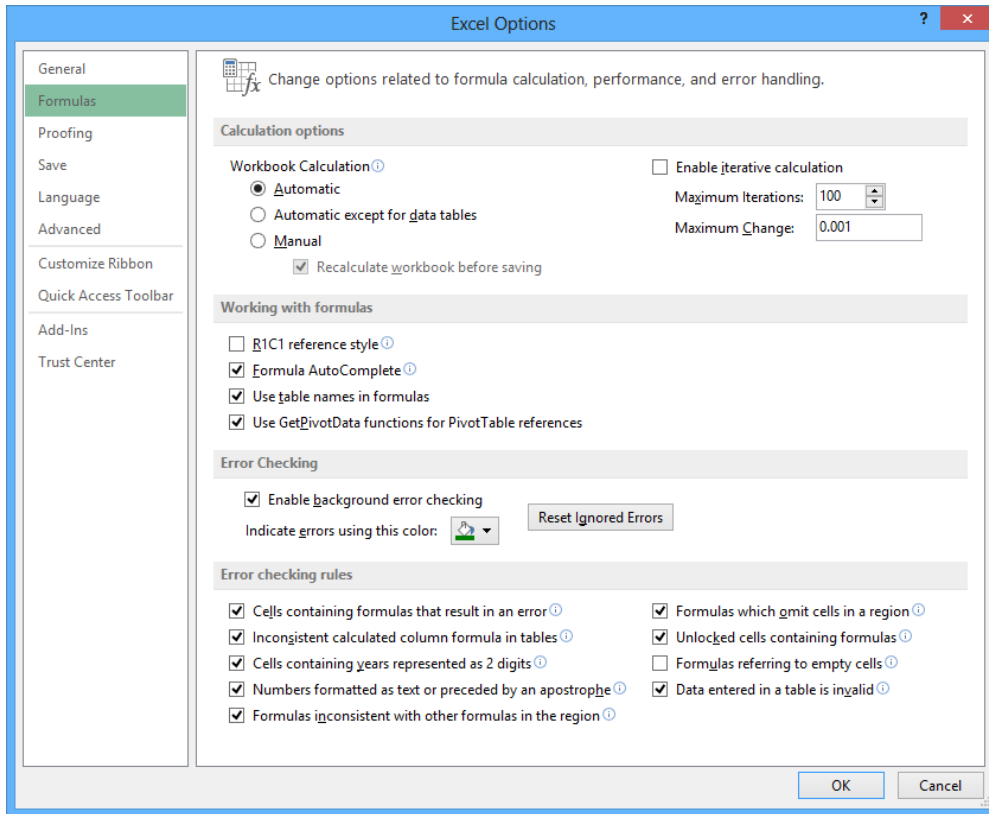 Excel Options
?
General
Formulas
Proofing
Save
Language
Advanced
Customize Ribbon
Quick Access Toolbar
Add-Ins
Trust Center
fx Change options related to formula calculation, performance, and error handling.
Calculation options
Workbook Calculation
Automatic
Automatic except for data tables
Manual
Recalculate workbook before saving
Enable iterative calculation
Maximum Iterations: 100
Maximum Change: 0.001
Working with formulas
R1C1 reference style
Formula AutoComplete
Use table names in formulas
Use GetPivotData functions for PivotTable references
Error Checking
Enable background error checking
Indicate errors using this color:
Reset Ignored Errors
Error checking rules
Cells containing formulas that result in an error
Inconsistent calculated column formula in tables
Cells containing years represented as 2 digits
Numbers formatted as text or preceded by an apostrophe
Formulas inconsistent with other formulas in the region
Formulas which omit cells in a region
Unlocked cells containing formulas
Formulas referring to empty cells
Data entered in a table is invalid
OK
Cancel